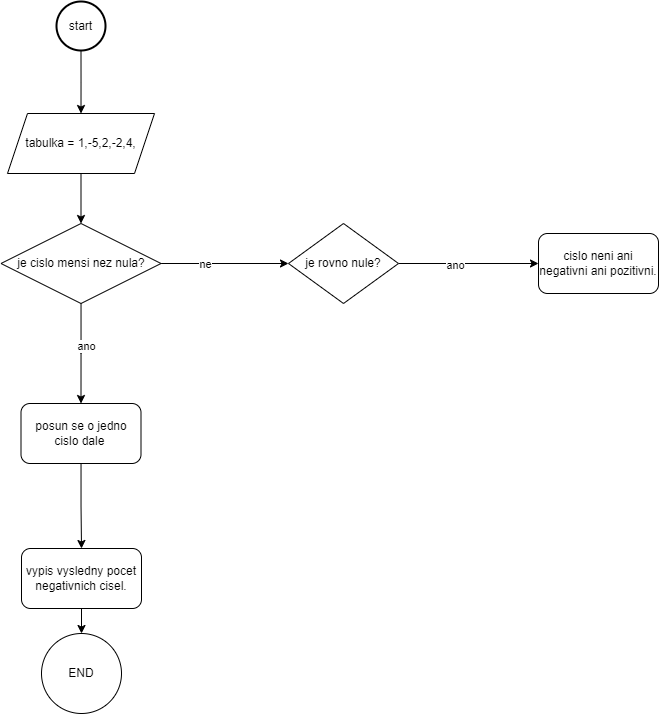 start
tabulka = 1,-5,2,-2,4,
je cislo mensi nez nula?
ne
je rovno nule?
ano
cislo neni ani
negativni ani pozitivni.
ano
posun se o jedno
cislo dale
vypis vysledny pocet
negativnich cisel.
END